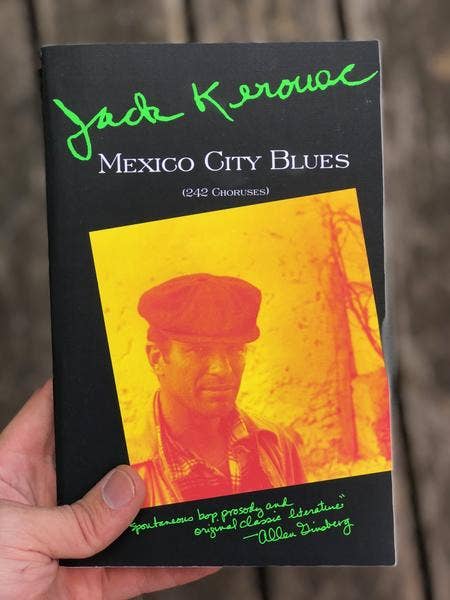 Jack Kerouac
MEXICO CITY BLUES
(242 CHORUSES)
"Spontaneous bop prosody and
original classic literature"
—Allen Ginsberg